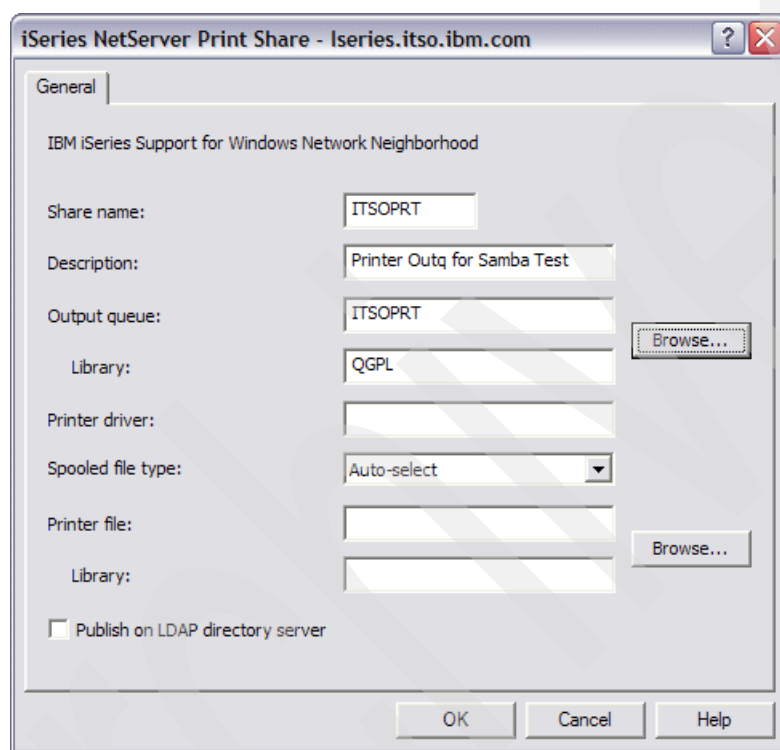 iSeries NetServer Print Share - Iseries.itso.ibm.com
General
IBM iSeries Support for Windows Network Neighborhood
Share name: ITSOPRT
Description: Printer Outq for Samba Test
Output queue: ITSOPRT
Browse...
Library: QGPL
Printer driver:
Spooled file type: Auto-select
Printer file:
Browse...
Library:
Publish on LDAP directory server
OK Cancel Help